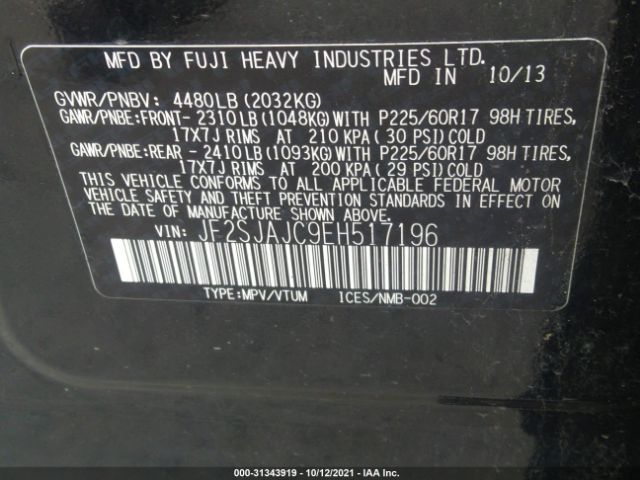 MFD BY FUJI HEAVY INDUSTRIES LTD.
MFD IN 10/13
GVWR/PNBV: 4480LB (2032KG)
GAWR/PNBE:FRONT- 2310LB (1048KG) WITH P225/60R17 98H TIRES,
17X7J RIMS AT 210 KPA ( 30 PSI) COLD
GAWR/PNBE:REAR - 2410LB (1093KG) WITH P225/60R17 98H TIRES,
17X7J RIMS AT 200 KPA ( 29 PSI) COLD
THIS VEHICLE CONFORMS TO ALL APPLICABLE FEDERAL MOTOR
VEHICLE SAFETY AND THEFT PREVENTION STANDARDS IN EFFECT
ON THE DATE OF MANUFACTURE SHOWN ABOVE.
VIN: JF2SJAJC9EH517196
TYPE:MPV/VTUM ICES/NMB-002
000-31343919 - 10/12/2021 - IAA Inc.